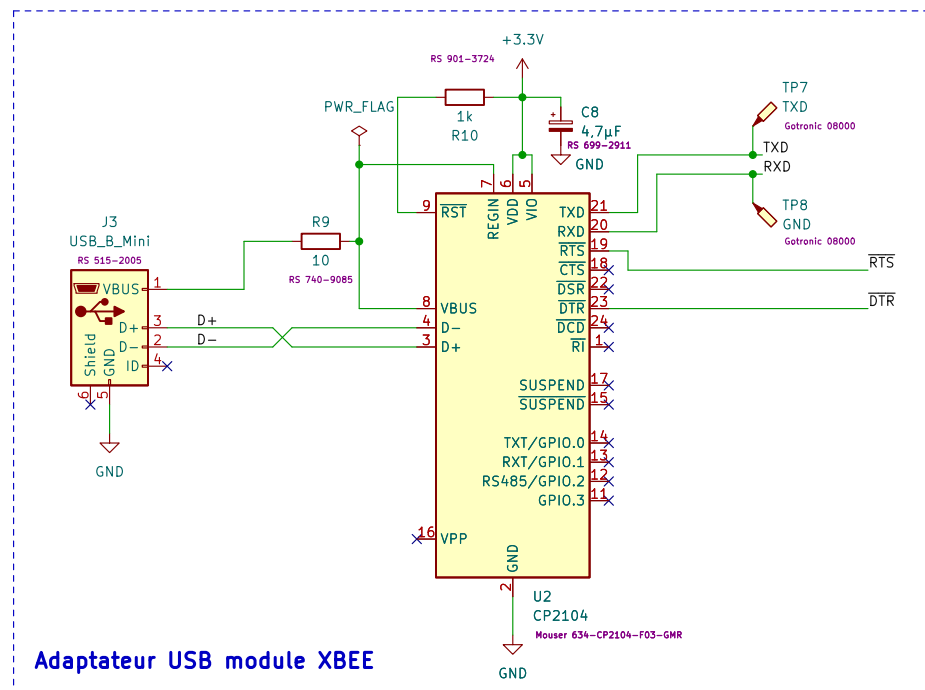 +3.3V
RS 901-3724
1k
R10
PWR_FLAG
+
C8
4,7µF
RS 699-2911
GND
TP7
TXD
Gotronic 08000
TXD
RXD
TP8
GND
Gotronic 08000
RTS
DTR
J3
USB_B_Mini
RS 515-2005
VBUS 1
D+ 3
D- 2
ID 4
Shield 6
GND 5
GND
R9
10
RS 740-9085
D+
D-
7 REGIN
6 VDD
5 VIO
9 RST
8 VBUS
4 D-
3 D+
16 VPP
TXD 21
RXD 20
RTS 19
CTS 18
DSR 22
DTR 23
DCD 24
RI 1
SUSPEND 17
SUSPEND 15
TXT/GPIO.0 14
RXT/GPIO.1 13
RS485/GPIO.2 12
GPIO.3 11
GND 2
U2
CP2104
Mouser 634-CP2104-F03-GMR
GND
Adaptateur USB module XBEE